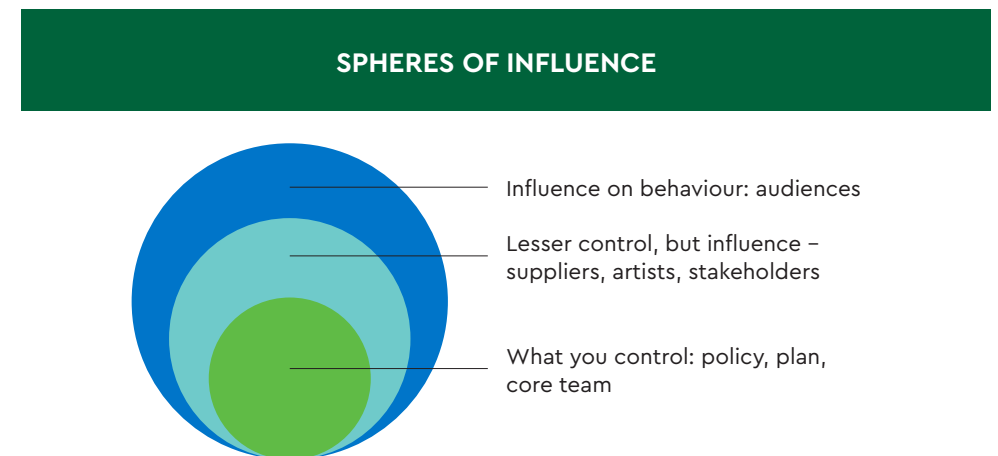 SPHERES OF INFLUENCE
Influence on behaviour: audiences
Lesser control, but influence –
suppliers, artists, stakeholders
What you control: policy, plan,
core team